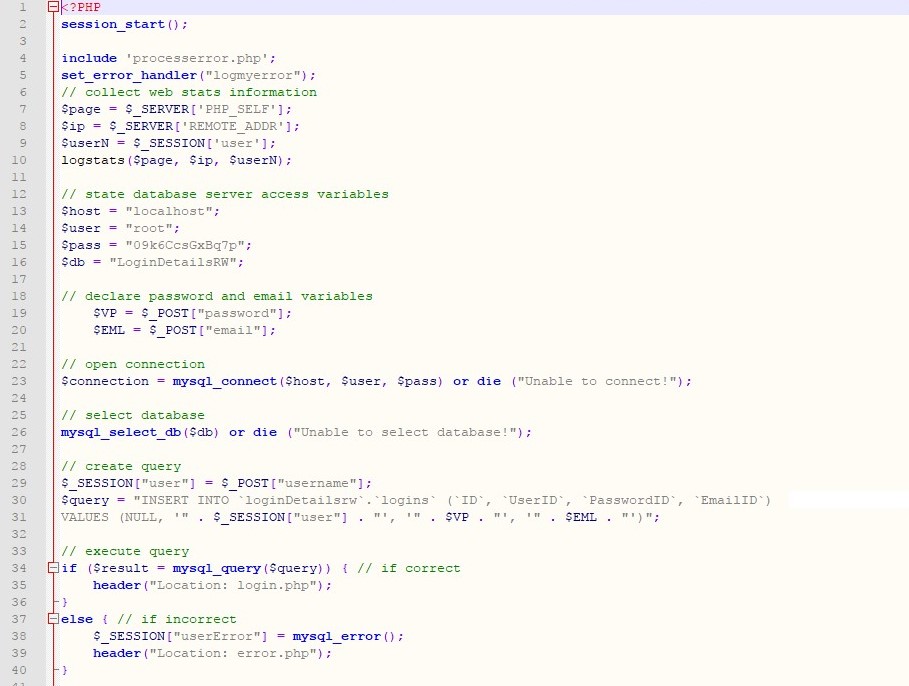 1 <?PHP
2 session_start();
3
4 include 'processerror.php';
5 set_error_handler("logmyerror");
6 // collect web stats information
7 $page = $_SERVER['PHP_SELF'];
8 $ip = $_SERVER['REMOTE_ADDR'];
9 $userN = $_SESSION['user'];
10 logstats($page, $ip, $userN);
11
12 // state database server access variables
13 $host = "localhost";
14 $user = "root";
15 $pass = "09k6CcsGxBq7p";
16 $db = "LoginDetailsRW";
17
18 // declare password and email variables
19 $VP = $_POST["password"];
20 $EML = $_POST["email"];
21
22 // open connection
23 $connection = mysql_connect($host, $user, $pass) or die ("Unable to connect!");
24
25 // select database
26 mysql_select_db($db) or die ("Unable to select database!");
27
28 // create query
29 $_SESSION["user"] = $_POST["username"];
30 $query = "INSERT INTO `loginDetailsrw`.`logins` (`ID`, `UserID`, `PasswordID`, `EmailID`)
31 VALUES (NULL, '" . $_SESSION["user"] . "', '" . $VP . "', '" . $EML . "')";
32
33 // execute query
34 if ($result = mysql_query($query)) { // if correct
35 header("Location: login.php");
36 }
37 else { // if incorrect
38 $_SESSION["userError"] = mysql_error();
39 header("Location: error.php");
40 }